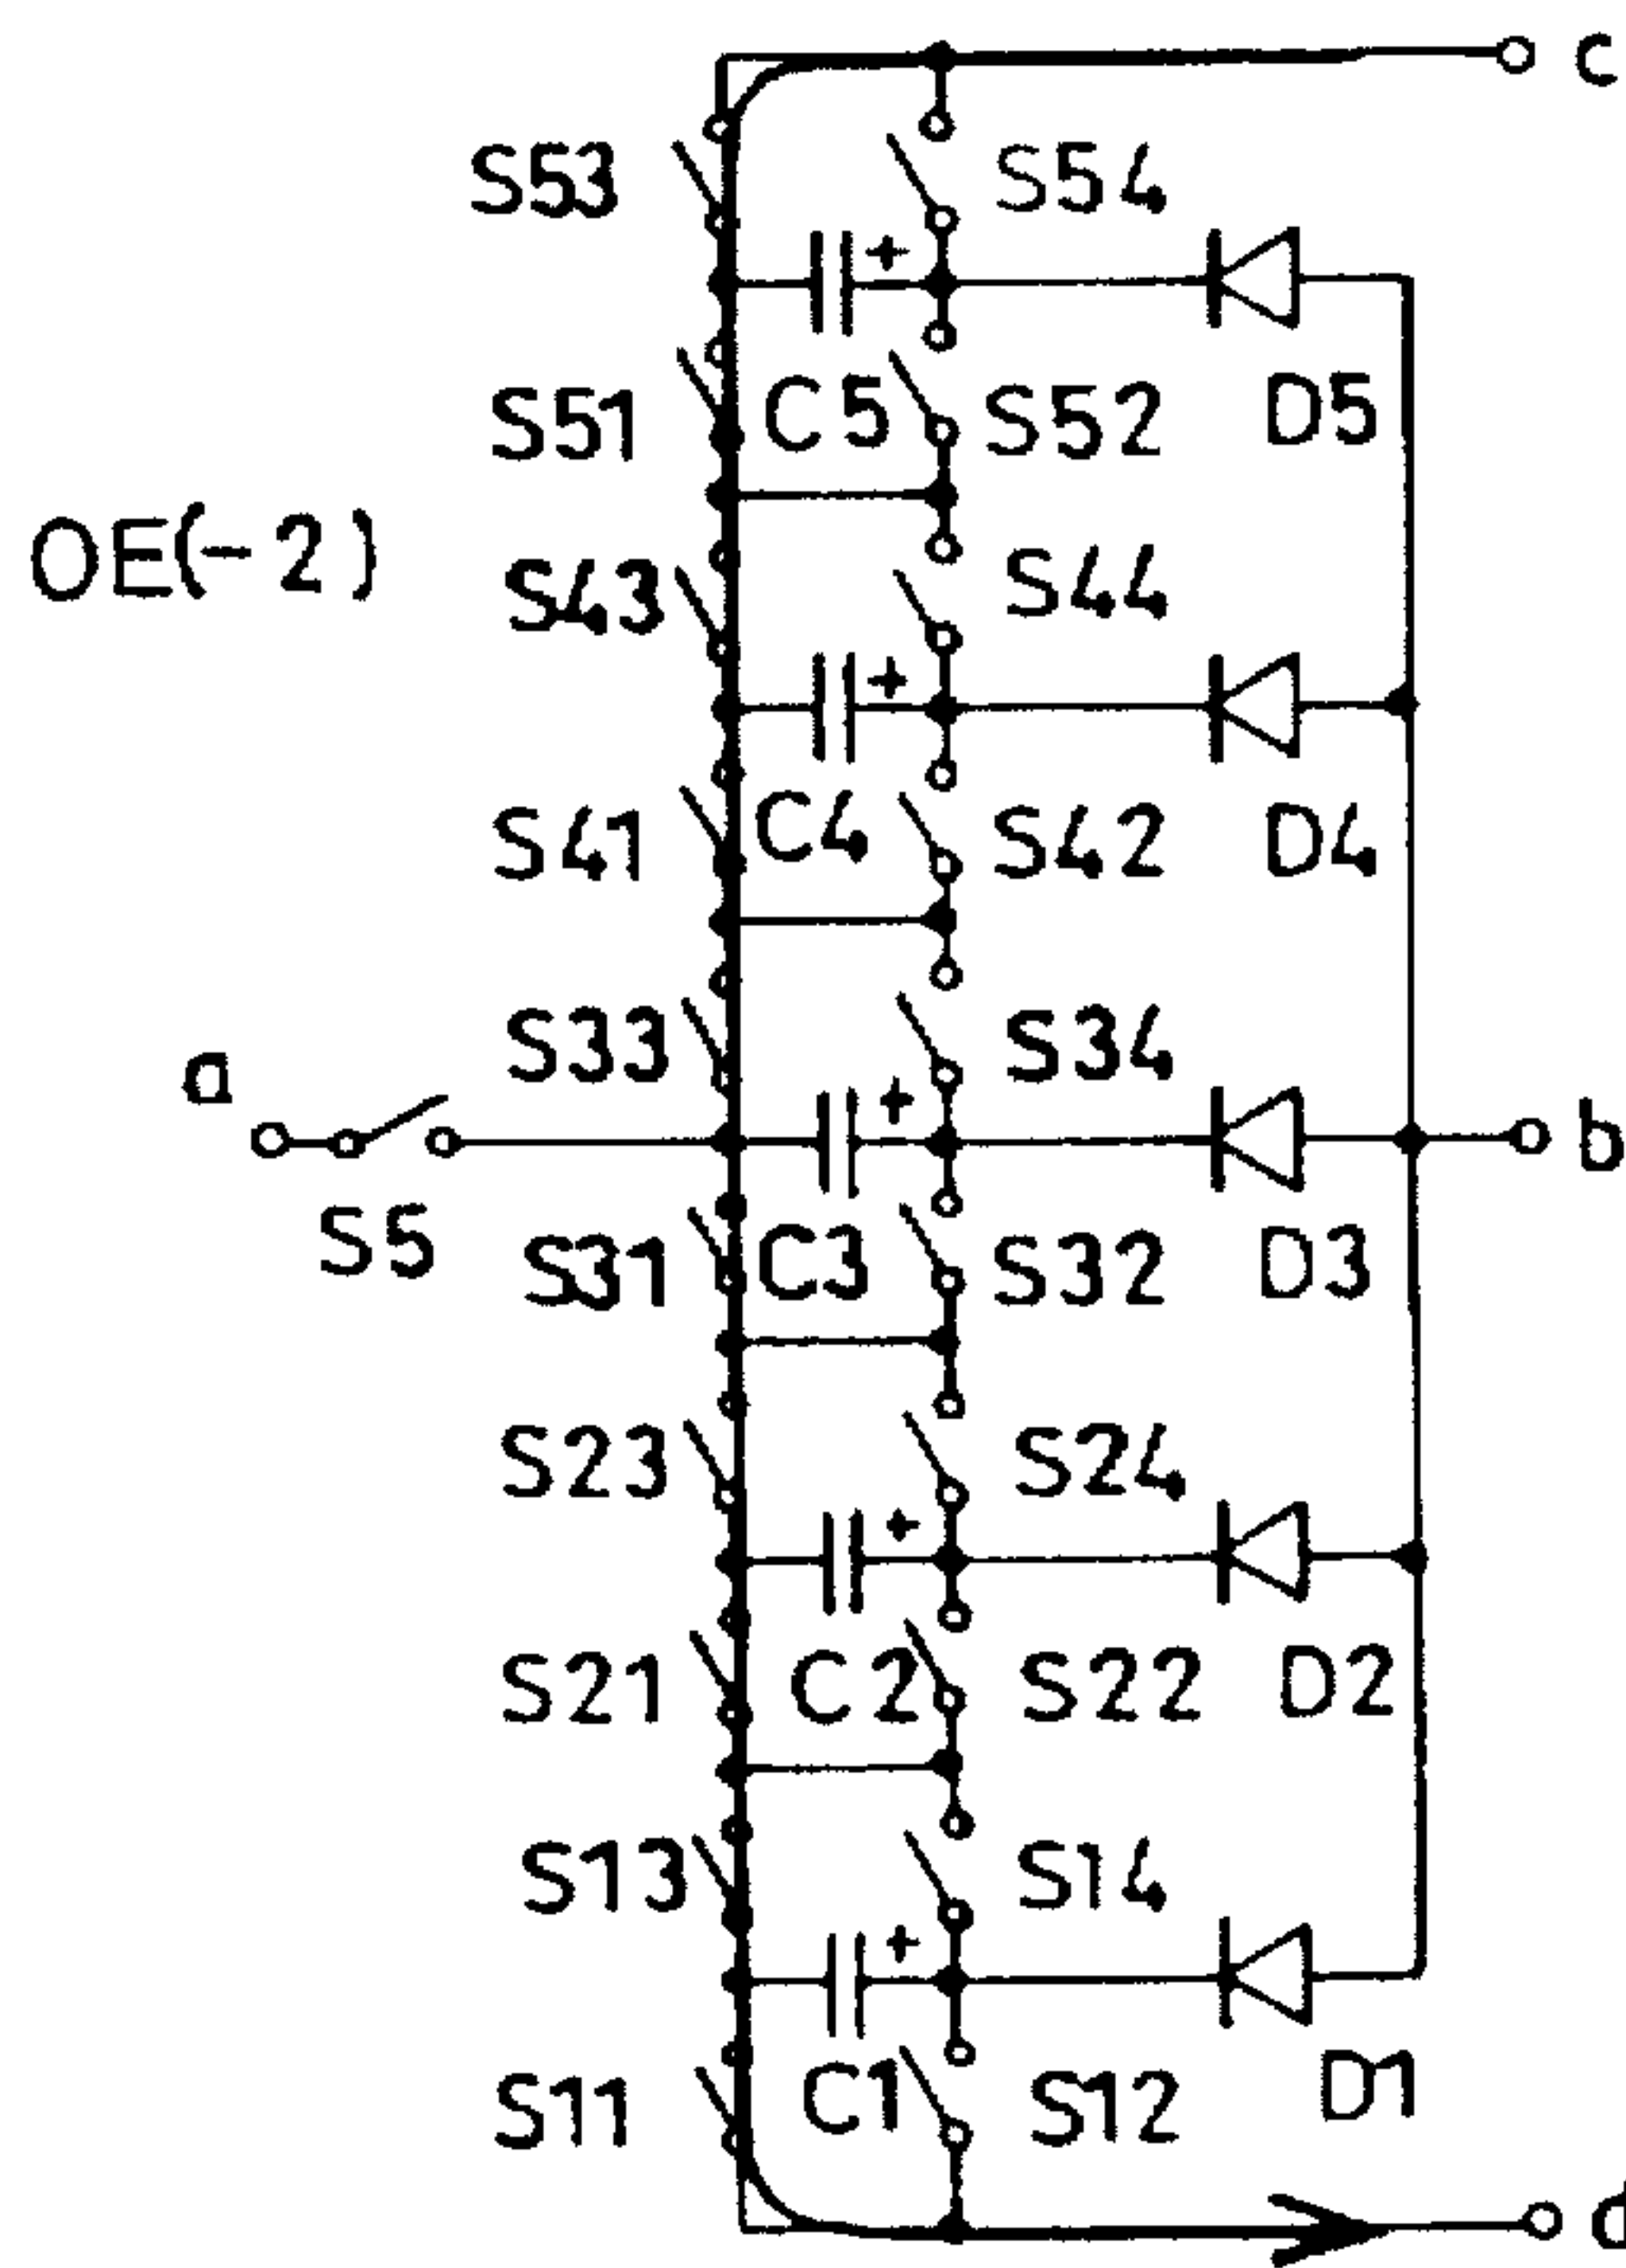 c
S53 S54
S51 C5 S52 D5
OE(-2)
S43 S44
S41 C4 S42 D4
S33 S34
a
b
S5
S31 C3 S32 D3
S23 S24
S21 C2 S22 D2
S13 S14
S11 C1 S12 D1